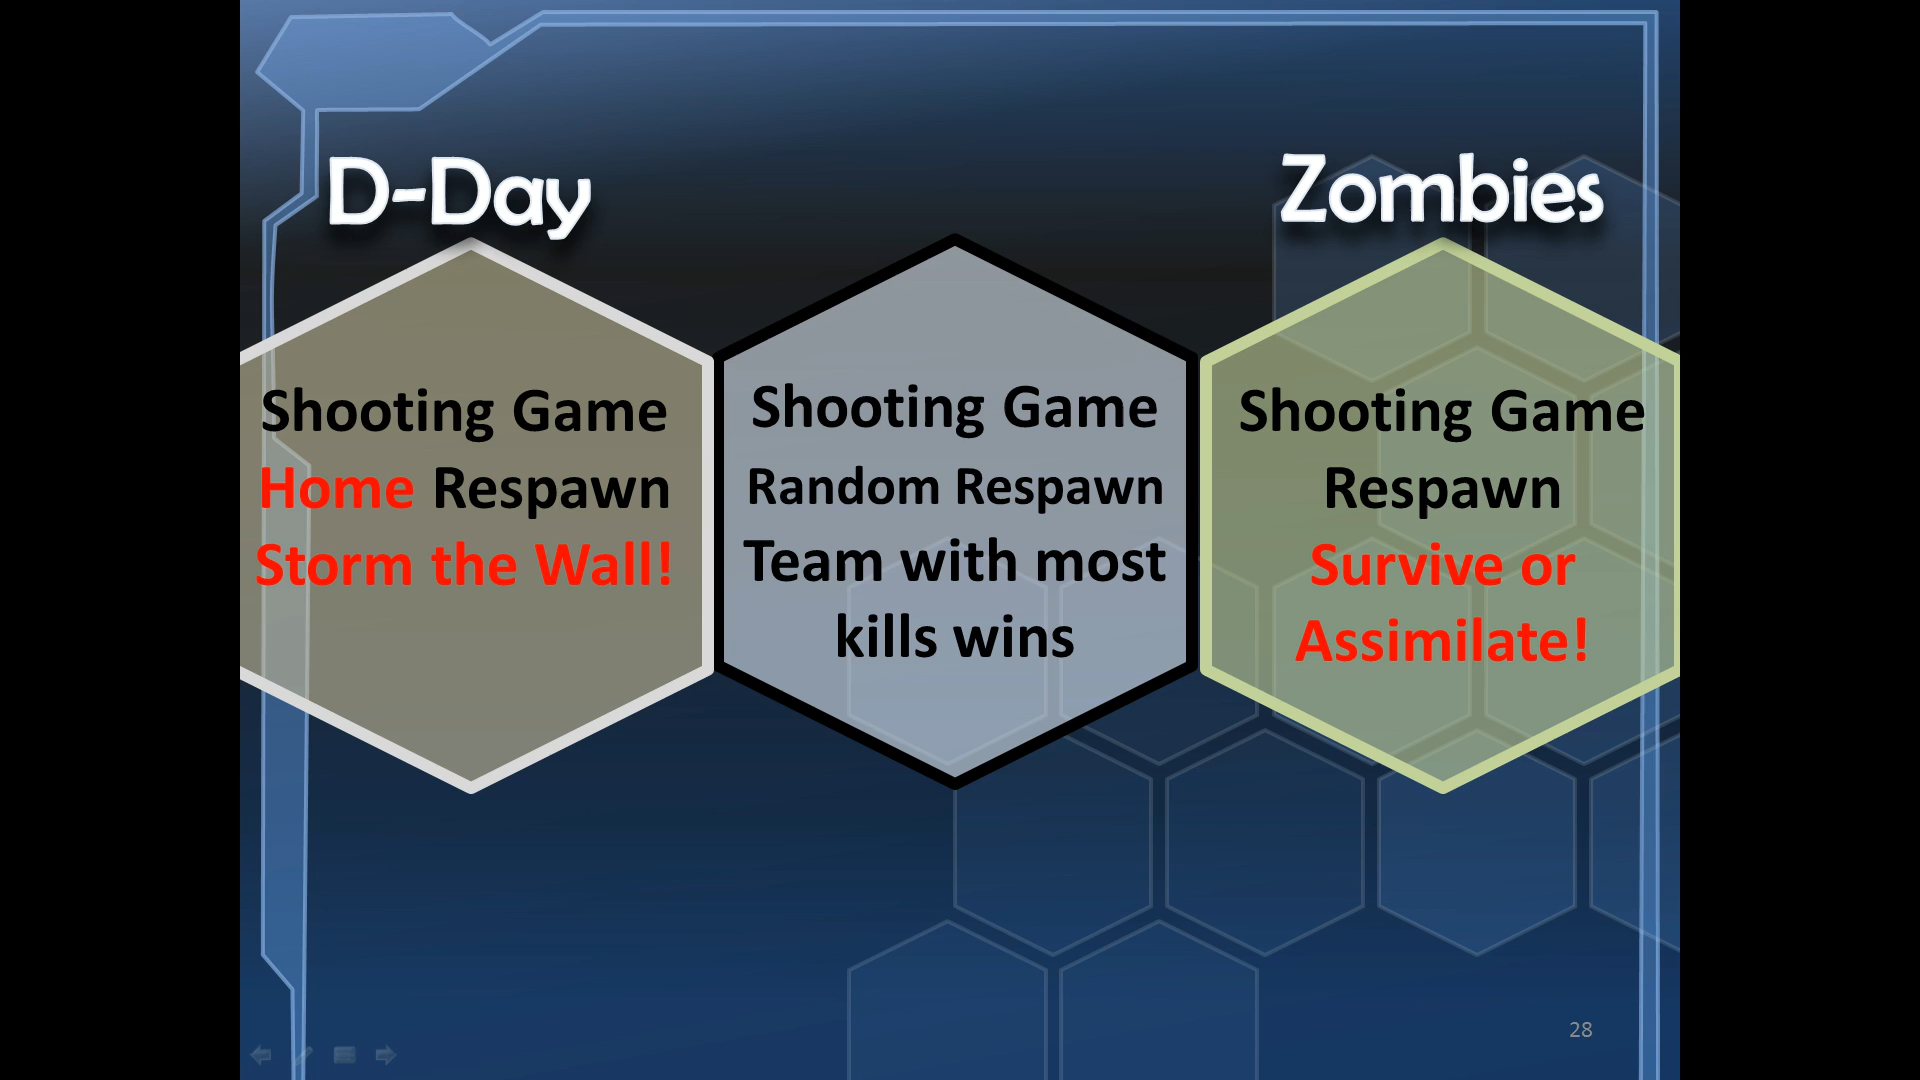 D-Day
Shooting Game
Home Respawn
Storm the Wall!
Shooting Game
Random Respawn
Team with most
kills wins
Zombies
Shooting Game
Respawn
Survive or
Assimilate!
28